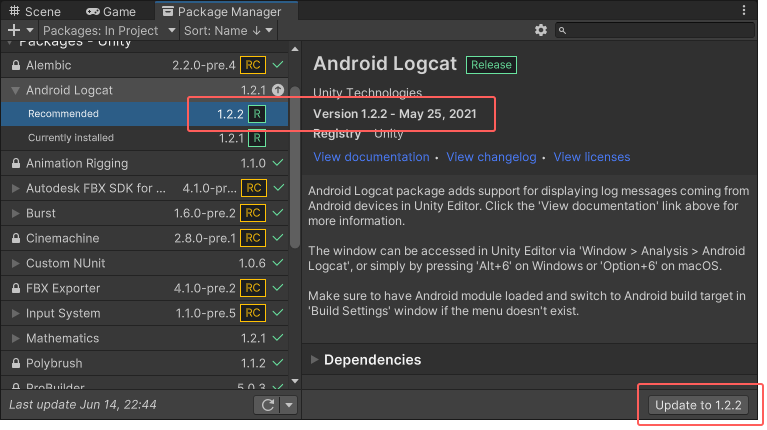 Scene Game Package Manager
Packages: In Project Sort: Name ↓
Packages - Unity
Alembic 2.2.0-pre.4 RC
Android Logcat 1.2.1
Recommended 1.2.2 R
Currently installed 1.2.1 R
Animation Rigging 1.1.0
Autodesk FBX SDK for ... 4.1.0-pr... RC
Burst 1.6.0-pre.2 RC
Cinemachine 2.8.0-pre.1 RC
Custom NUnit 1.0.6
FBX Exporter 4.1.0-pre.2 RC
Input System 1.1.0-pre.5 RC
Mathematics 1.2.1
Polybrush 1.1.2
ProBuilder 5.0.3
Last update Jun 14, 22:44
Android Logcat Release
Unity Technologies
Version 1.2.2 - May 25, 2021
Registry Unity
View documentation • View changelog • View licenses
Android Logcat package adds support for displaying log messages coming from
Android devices in Unity Editor. Click the 'View documentation' link above for
more information.
The window can be accessed in Unity Editor via 'Window > Analysis > Android
Logcat', or simply by pressing 'Alt+6' on Windows or 'Option+6' on macOS.
Make sure to have Android module loaded and switch to Android build target in
'Build Settings' window if the menu doesn't exist.
Dependencies
Update to 1.2.2